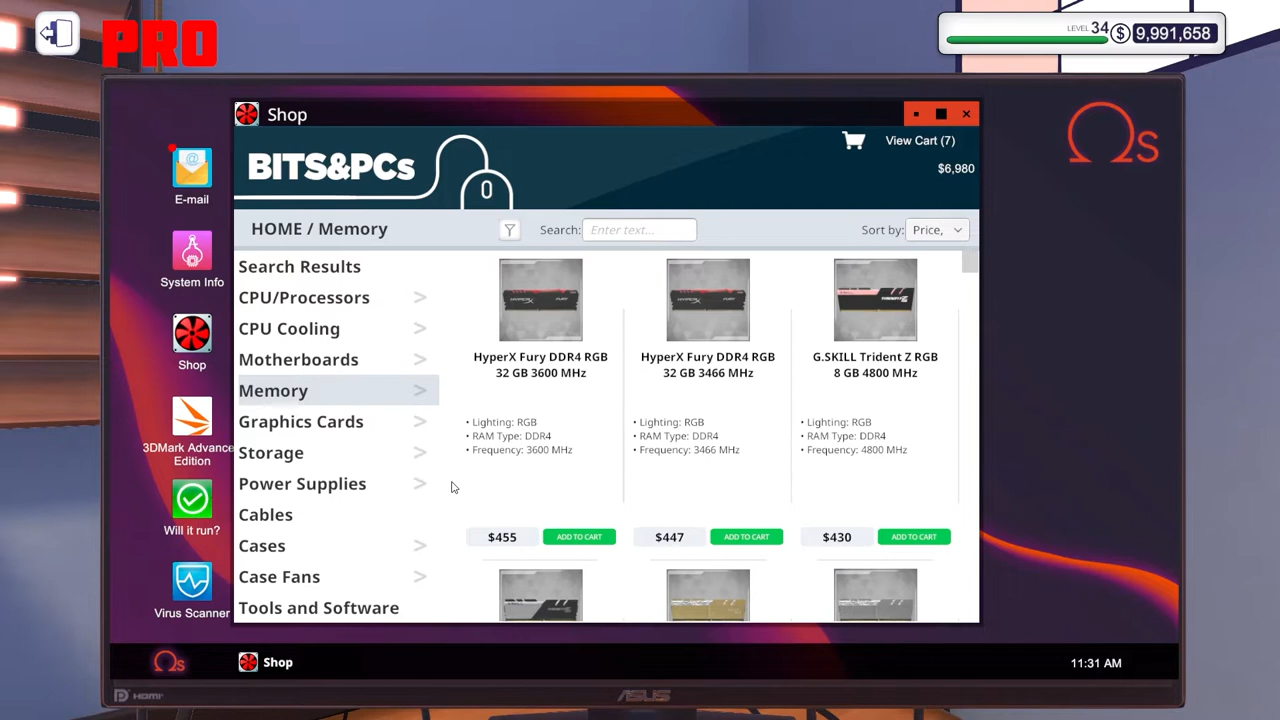 PRO
LEVEL 34
$ 9,991,658
Shop
BITS&PCs
View Cart (7)
$6,980
HOME / Memory
Search: Enter text...
Sort by: Price,
E-mail
System Info
Shop
3DMark Advance
Edition
Will it run?
Virus Scanner
Search Results
CPU/Processors >
CPU Cooling >
Motherboards >
Memory >
Graphics Cards >
Storage >
Power Supplies >
Cables
Cases >
Case Fans >
Tools and Software
HyperX Fury DDR4 RGB
32 GB 3600 MHz
• Lighting: RGB
• RAM Type: DDR4
• Frequency: 3600 MHz
$455 ADD TO CART
HyperX Fury DDR4 RGB
32 GB 3466 MHz
• Lighting: RGB
• RAM Type: DDR4
• Frequency: 3466 MHz
$447 ADD TO CART
G.SKILL Trident Z RGB
8 GB 4800 MHz
• Lighting: RGB
• RAM Type: DDR4
• Frequency: 4800 MHz
$430 ADD TO CART
Ωs
Ωs
Shop
11:31 AM
HDMI
ASUS